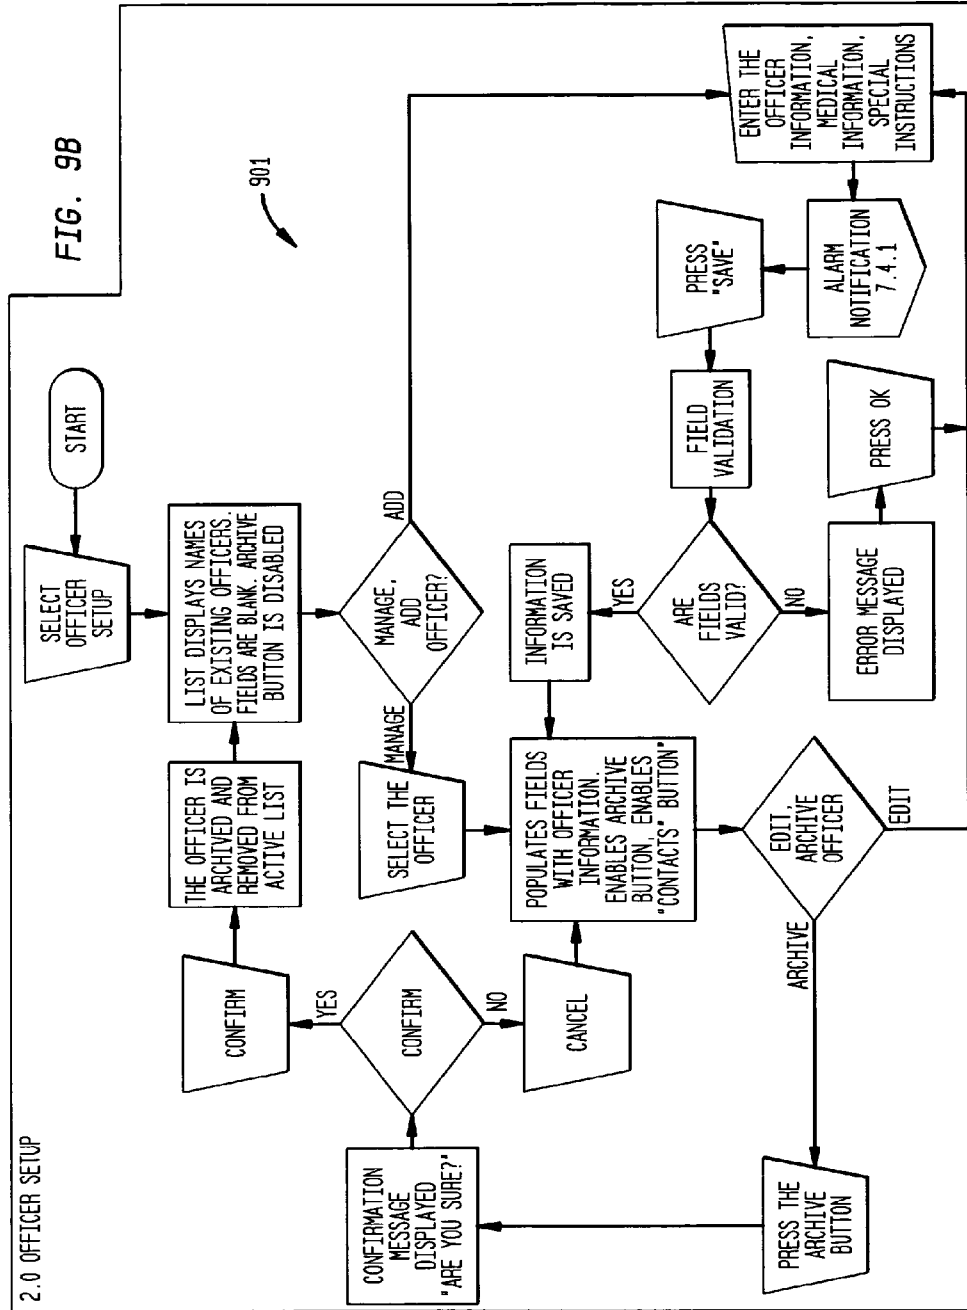 2.0 OFFICER SETUP
FIG. 9B
901
START
SELECT
OFFICER
SETUP
LIST DISPLAYS NAMES
OF EXISTING OFFICERS.
FIELDS ARE BLANK. ARCHIVE
BUTTON IS DISABLED
MANAGE,
ADD
OFFICER?
ADD
MANAGE
SELECT THE
OFFICER
THE OFFICER IS
ARCHIVED AND
REMOVED FROM
ACTIVE LIST
CONFIRM
YES
CONFIRM
NO
CANCEL
CONFIRMATION
MESSAGE
DISPLAYED
"ARE YOU SURE?"
POPULATES FIELDS
WITH OFFICER
INFORMATION.
ENABLES ARCHIVE
BUTTON, ENABLES
"CONTACTS" BUTTON"
INFORMATION
IS SAVED
YES
ARE
FIELDS
VALID?
NO
FIELD
VALIDATION
PRESS
"SAVE"
ALARM
NOTIFICATION
7.4.1
ENTER THE
OFFICER
INFORMATION,
MEDICAL
INFORMATION,
SPECIAL
INSTRUCTIONS
ERROR MESSAGE
DISPLAYED
PRESS OK
EDIT,
ARCHIVE
OFFICER
EDIT
ARCHIVE
PRESS THE
ARCHIVE
BUTTON